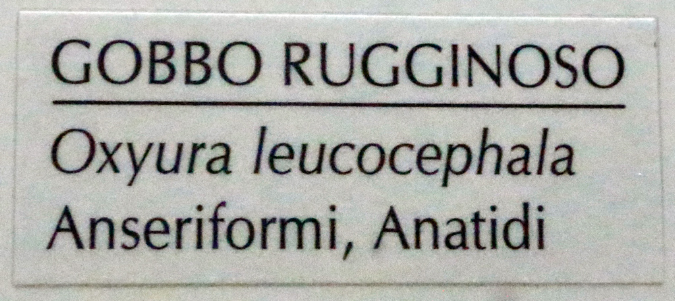 GOBBO RUGGINOSO
Oxyura leucocephala
Anseriformi, Anatidi